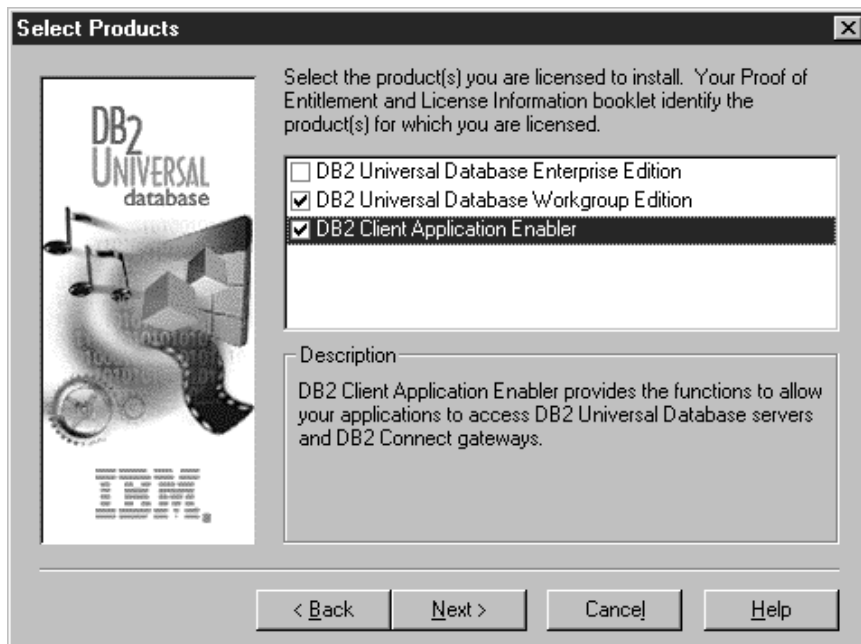 Select Products
DB2
UNIVERSAL
database
IBM
Select the product(s) you are licensed to install. Your Proof of
Entitlement and License Information booklet identify the
product(s) for which you are licensed.
DB2 Universal Database Enterprise Edition
DB2 Universal Database Workgroup Edition
DB2 Client Application Enabler
Description
DB2 Client Application Enabler provides the functions to allow
your applications to access DB2 Universal Database servers
and DB2 Connect gateways.
< Back
Next >
Cancel
Help